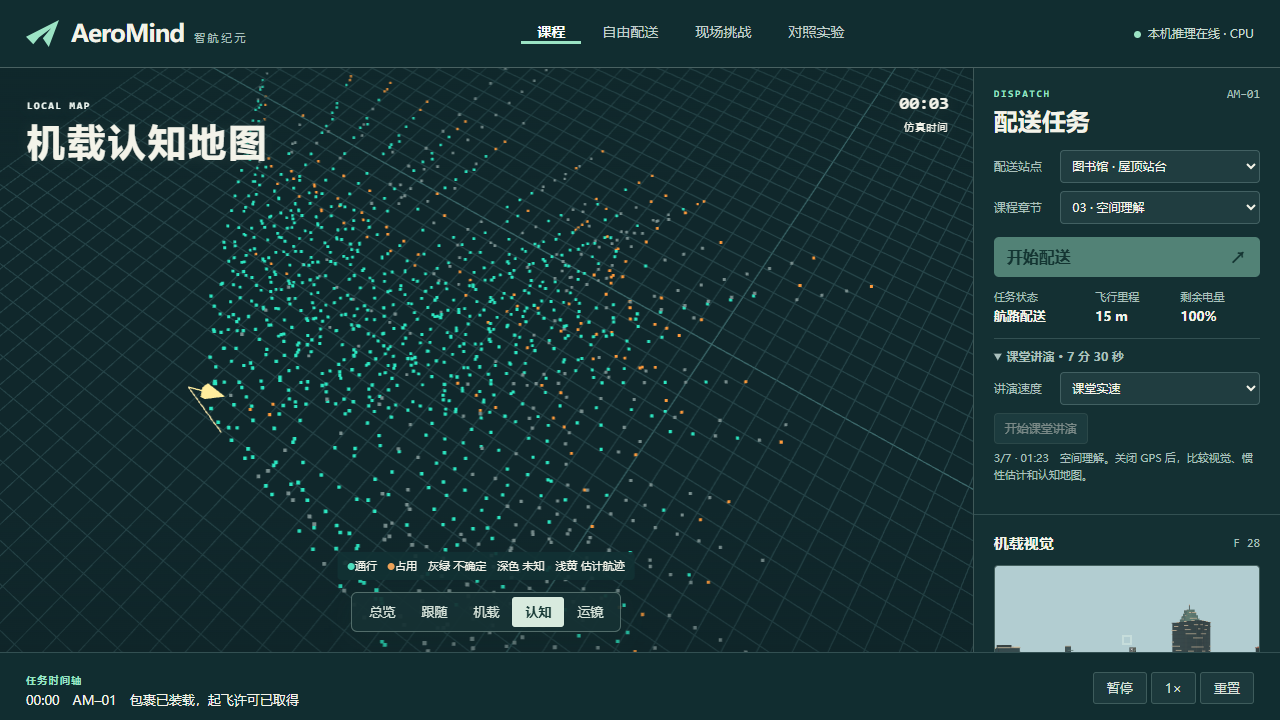 AeroMind 智航纪元
课程 自由配送 现场挑战 对照实验
本机推理在线 · CPU
LOCAL MAP
机载认知地图
00:03
仿真时间
通行 占用 灰绿 不确定 深色 未知 浅黄 估计航迹
总览 跟随 机载 认知 运镜
DISPATCH AM-01
配送任务
配送站点 图书馆 · 屋顶站台
课程章节 03 · 空间理解
开始配送 ↗
任务状态 飞行里程 剩余电量
航路配送 15 m 100%
▼ 课堂讲演 • 7 分 30 秒
讲演速度 课堂实速
开始课堂讲演
3/7 · 01:23 空间理解。关闭 GPS 后，比较视觉、惯
性估计和认知地图。
机载视觉 F 28
任务时间轴
00:00 AM-01 包裹已装载，起飞许可已取得
暂停 1× 重置